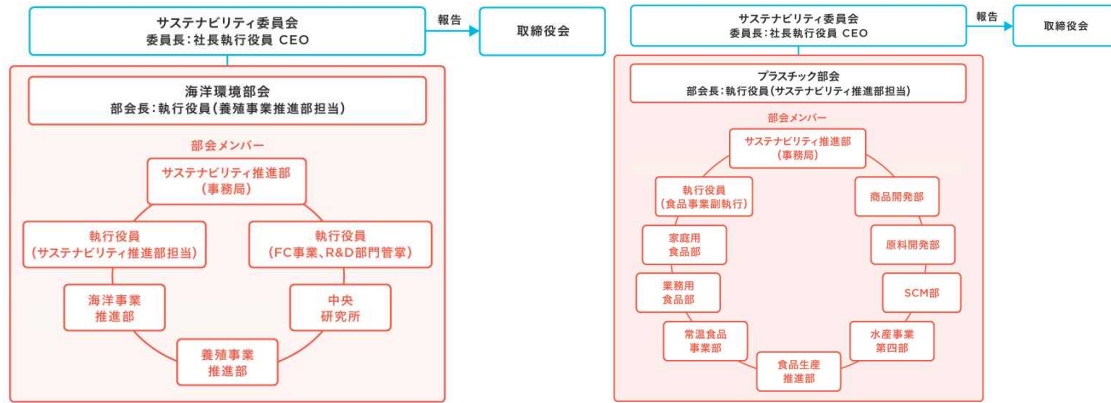 サステナビリティ委員会
委員長：社長執行役員 CEO
報告
取締役会
海洋環境部会
部会長：執行役員（養殖事業推進部担当）
部会メンバー
サステナビリティ推進部
（事務局）
執行役員
（サステナビリティ推進部担当）
執行役員
（FC事業、R&D部門管掌）
海洋事業
推進部
中央
研究所
養殖事業
推進部
サステナビリティ委員会
委員長：社長執行役員 CEO
報告
取締役会
プラスチック部会
部会長：執行役員（サステナビリティ推進部担当）
部会メンバー
サステナビリティ推進部
（事務局）
執行役員
（食品事業副執行）
商品開発部
家庭用
食品部
原料開発部
業務用
食品部
SCM部
常温食品
事業部
水産事業
第四部
食品生産
推進部